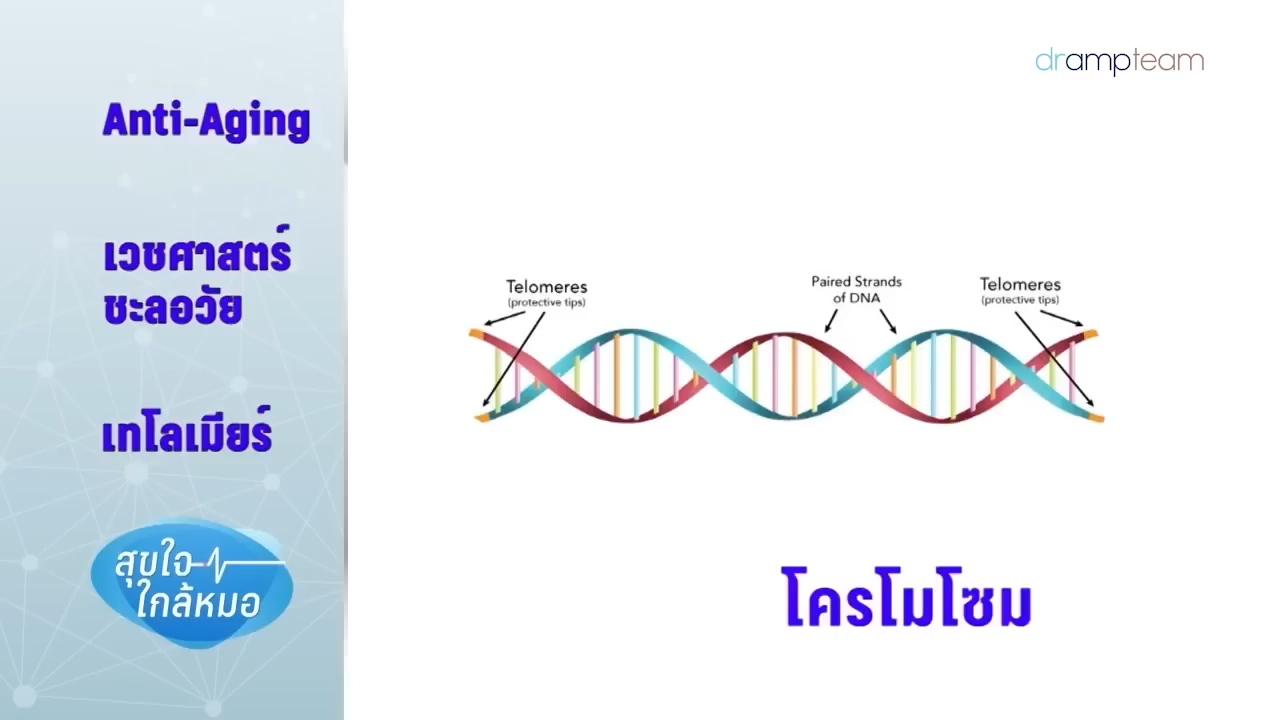 Anti-Aging
เวชศาสตร์
ชะลอวัย
เทโลเมียร์
สุขใจ
ใกล้หมอ
drampteam
Telomeres
(protective tips)
Paired Strands
of DNA
Telomeres
(protective tips)
โครโมโซม